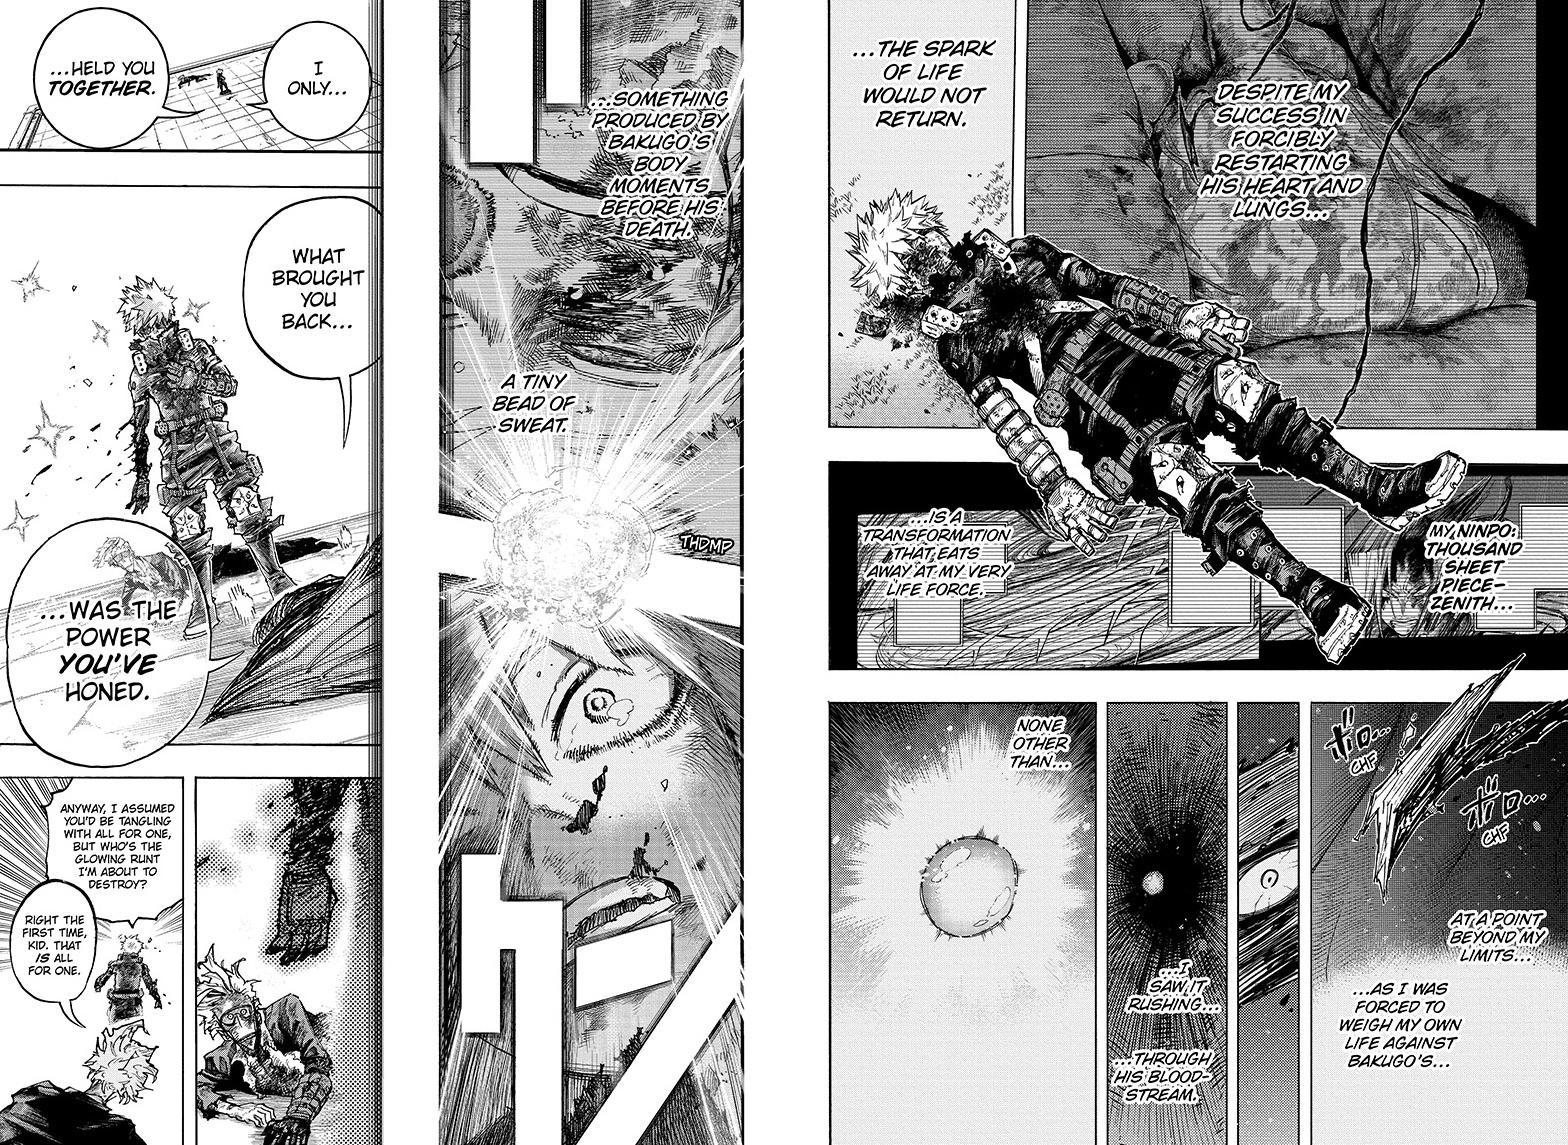 DESPITE MY
SUCCESS IN
FORCIBLY
RESTARTING
HIS HEART AND
LUNGS...
...THE SPARK
OF LIFE
WOULD NOT
RETURN.
MY NINPO:
THOUSAND
SHEET
PIECE-
ZENITH...
...IS A
TRANSFORMATION
THAT EATS
AWAY AT MY VERY
LIFE FORCE.
ボロ...
CHF
ボロ...
CHF
AT A POINT
BEYOND MY
LIMITS...
...AS I WAS
FORCED TO
WEIGH MY OWN
LIFE AGAINST
BAKUGO'S...
...I
SAW IT
RUSHING...
...THROUGH
HIS BLOOD-
STREAM.
NONE
OTHER
THAN...
...SOMETHING
PRODUCED BY
BAKUGO'S
BODY
MOMENTS
BEFORE HIS
DEATH.
A TINY
BEAD OF
SWEAT.
THDMP
I
ONLY...
...HELD YOU
TOGETHER.
WHAT
BROUGHT
YOU
BACK...
...WAS THE
POWER
YOU'VE
HONED.
ANYWAY, I ASSUMED
YOU'D BE TANGLING
WITH ALL FOR ONE,
BUT WHO'S THE
GLOWING RUNT
I'M ABOUT TO
DESTROY?
RIGHT THE
FIRST TIME,
KID. THAT
IS ALL
FOR ONE.